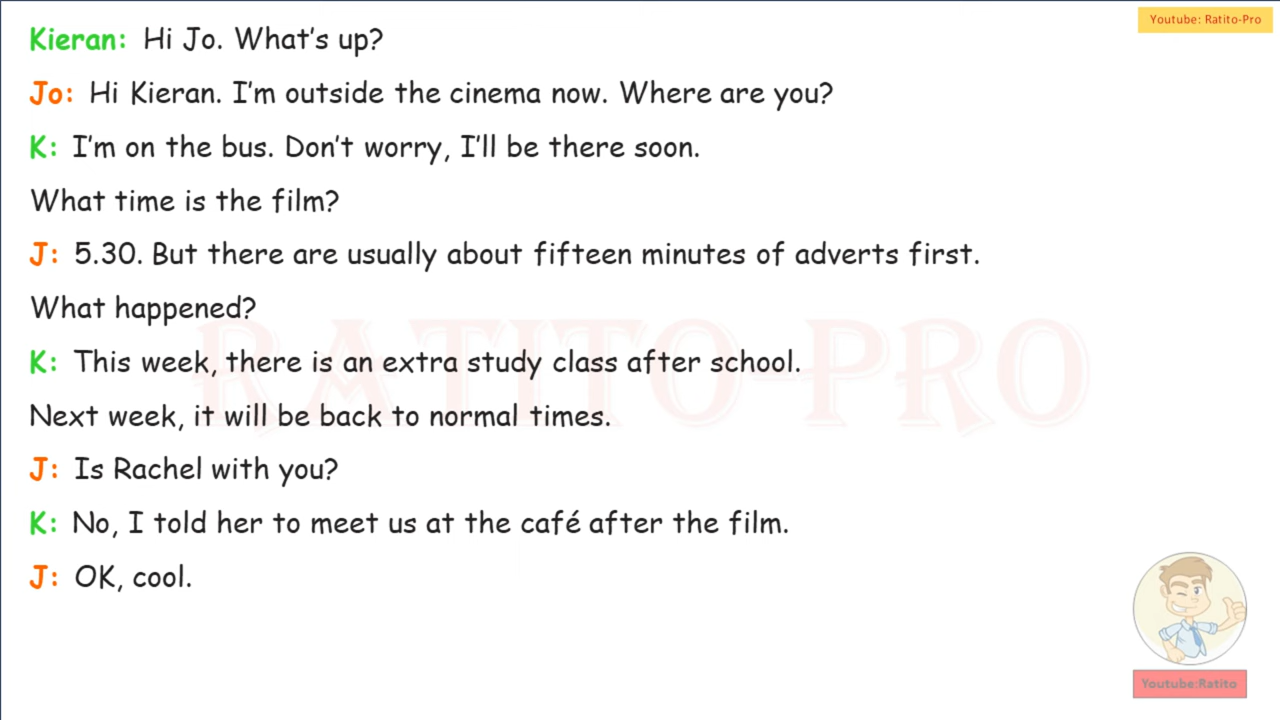 Youtube: Ratito-Pro
Kieran: Hi Jo. What's up?
Jo: Hi Kieran. I'm outside the cinema now. Where are you?
K: I'm on the bus. Don't worry, I'll be there soon.
What time is the film?
J: 5.30. But there are usually about fifteen minutes of adverts first.
What happened?
K: This week, there is an extra study class after school.
Next week, it will be back to normal times.
J: Is Rachel with you?
K: No, I told her to meet us at the café after the film.
J: OK, cool.
RATITO-PRO
Youtube:Ratito